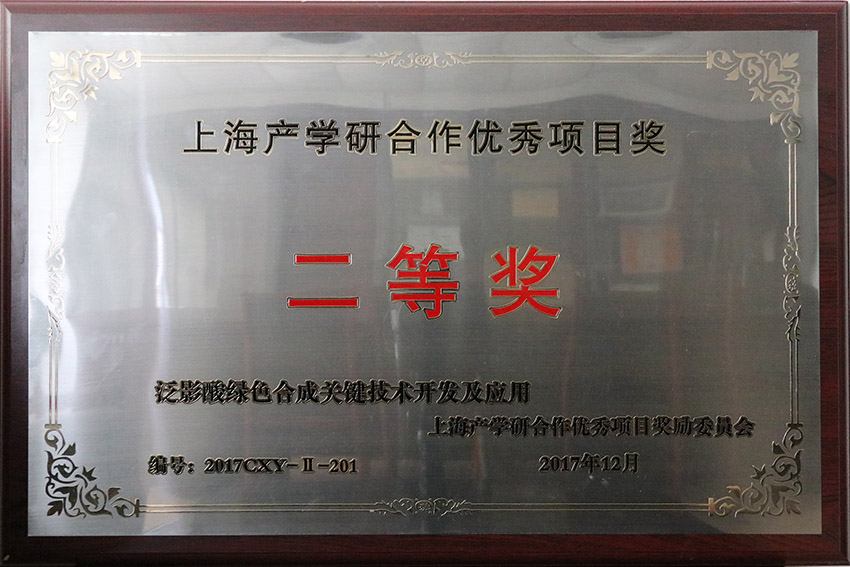 上海产学研合作优秀项目奖
二等奖
泛影酸绿色合成关键技术开发及应用
上海产学研合作优秀项目奖励委员会
编号：2017CXY-Ⅱ-201
2017年12月